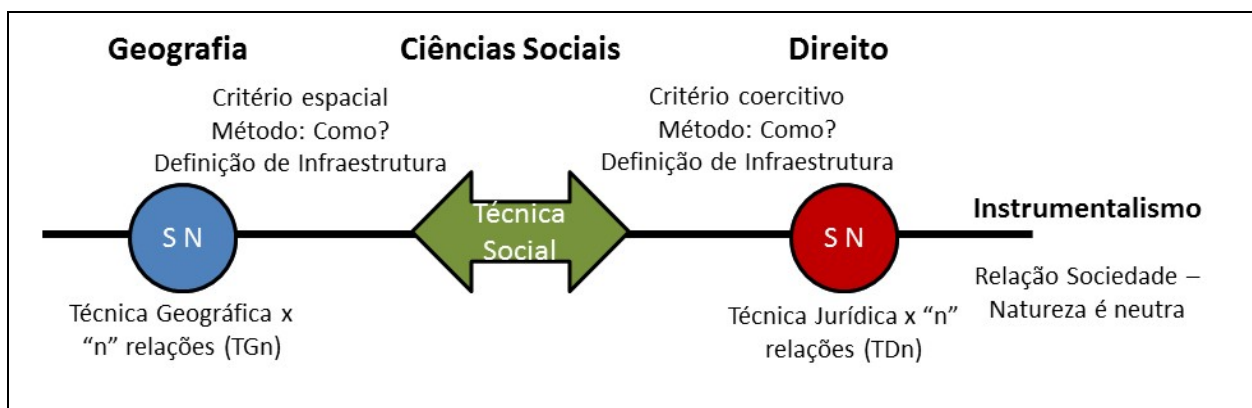 Geografia
Ciências Sociais
Direito
Critério espacial
Método: Como?
Definição de Infraestrutura
Critério coercitivo
Método: Como?
Definição de Infraestrutura
S N
Técnica
Social
S N
Instrumentalismo
Relação Sociedade –
Natureza é neutra
Técnica Geográfica x
“n” relações (TGn)
Técnica Jurídica x “n”
relações (TDn)